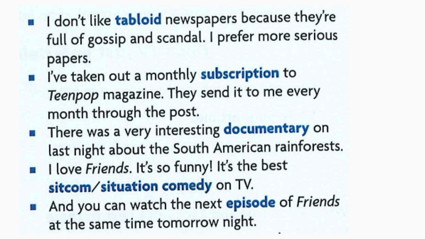 ▪ I don't like tabloid newspapers because they're
full of gossip and scandal. I prefer more serious
papers.
▪ I've taken out a monthly subscription to
Teenpop magazine. They send it to me every
month through the post.
▪ There was a very interesting documentary on
last night about the South American rainforests.
▪ I love Friends. It's so funny! It's the best
sitcom/situation comedy on TV.
▪ And you can watch the next episode of Friends
at the same time tomorrow night.